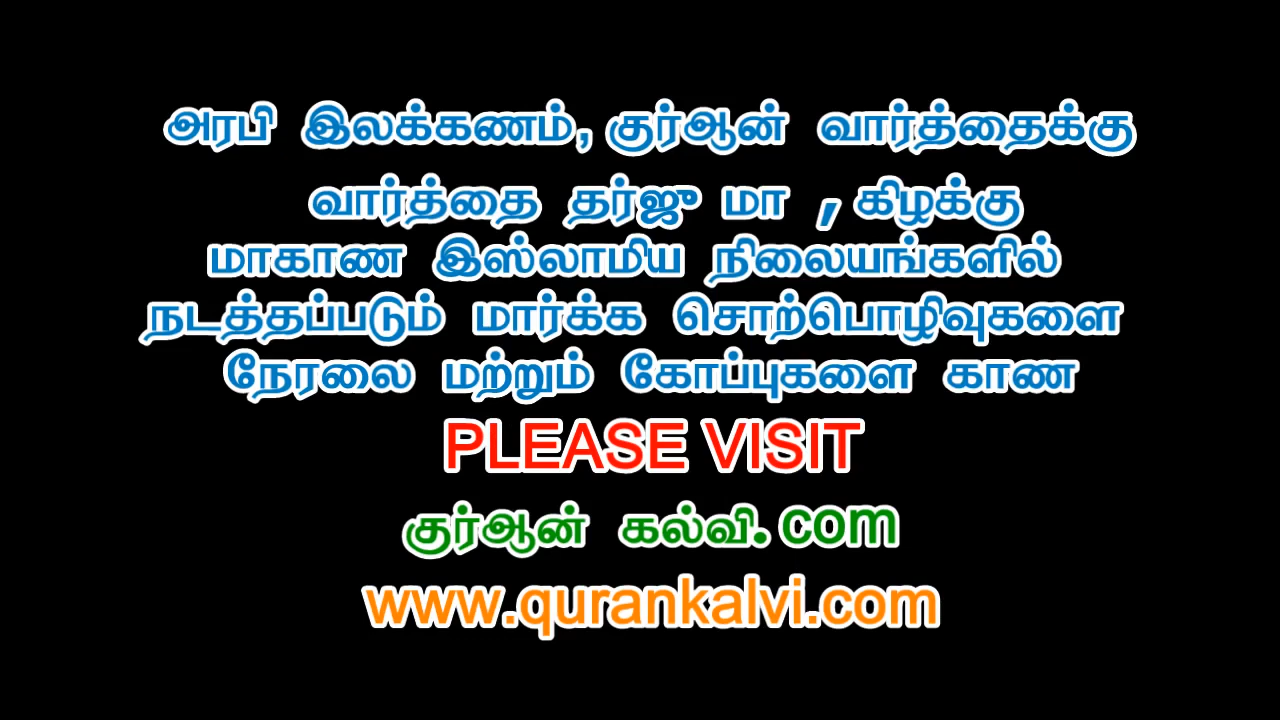 அரபி இலக்கணம், குர்ஆன் வார்த்தைக்கு
வார்த்தை தர்ஜு மா , கிழக்கு
மாகாண இஸ்லாமிய நிலையங்களில்
நடத்தப்படும் மார்க்க சொற்பொழிவுகளை
நேரலை மற்றும் கோப்புகளை காண
PLEASE VISIT
குர்ஆன் கல்வி.com
www.qurankalvi.com